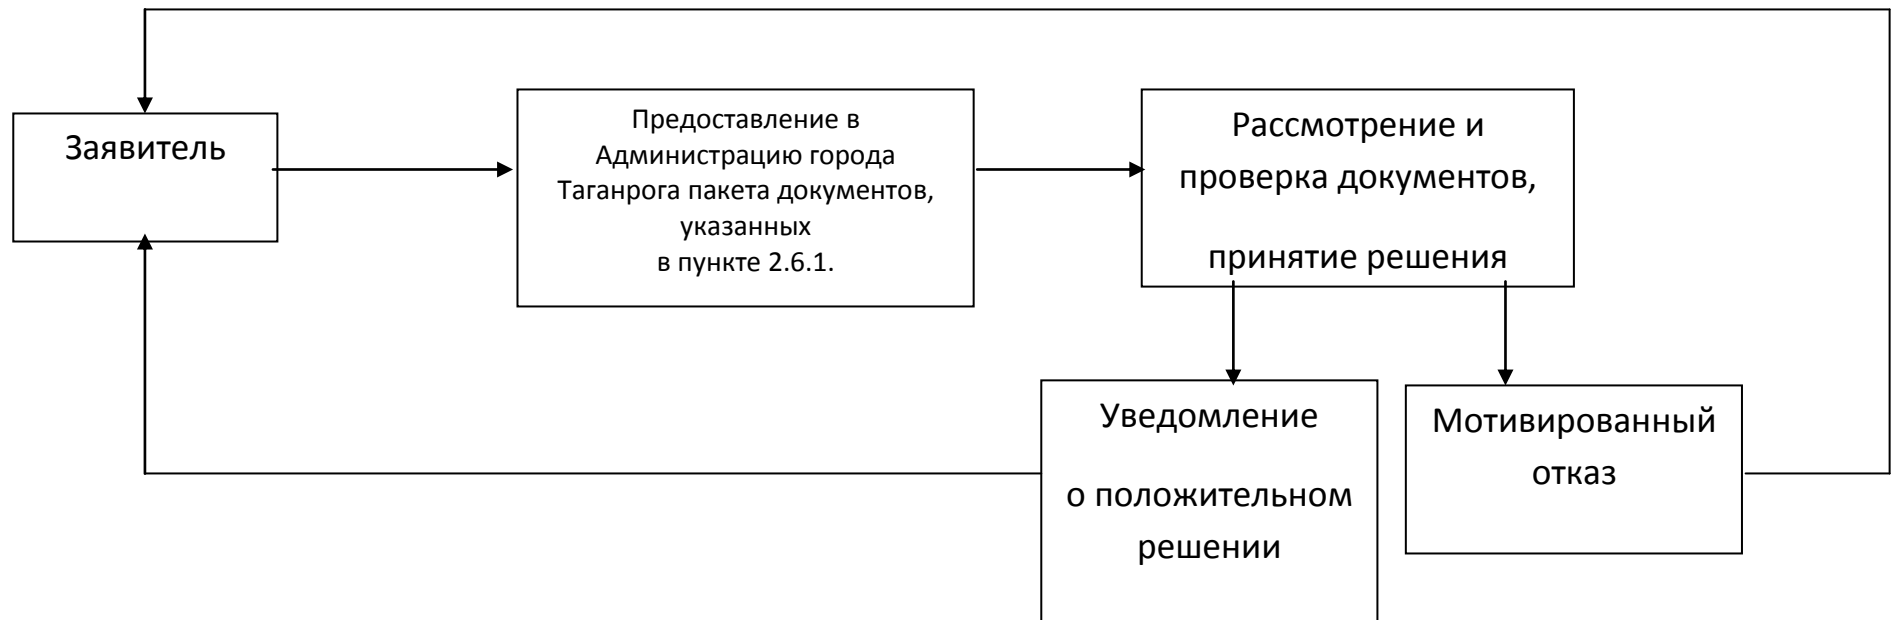 Заявитель
Предоставление в
Администрацию города
Таганрога пакета документов,
указанных
в пункте 2.6.1.
Рассмотрение и
проверка документов,
принятие решения
Уведомление
о положительном
решении
Мотивированный
отказ